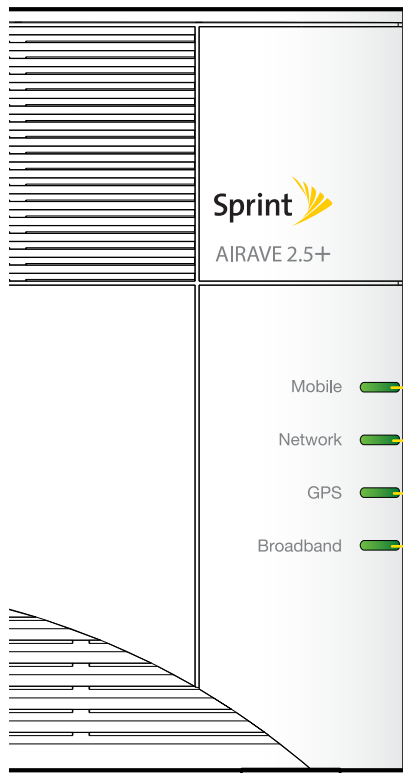 Sprint
AIRAVE 2.5+
Mobile
Network
GPS
Broadband